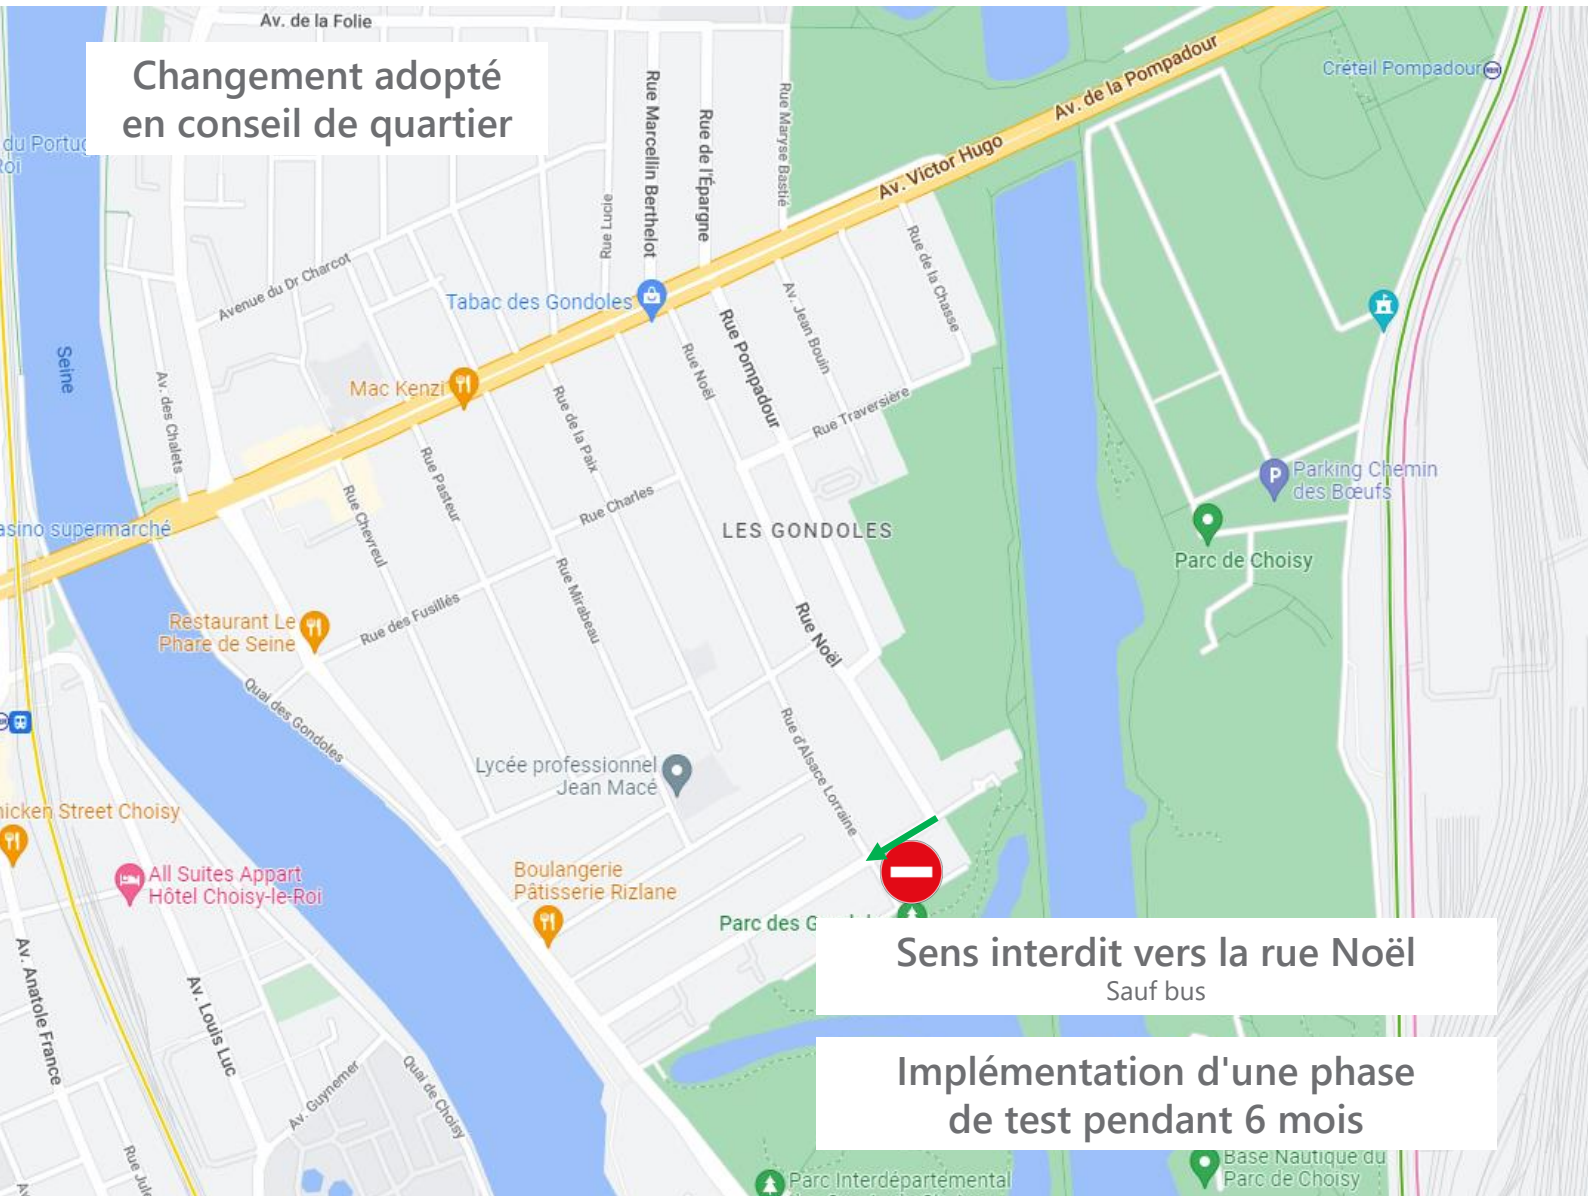 Av. de la Folie
Changement adopté
en conseil de quartier
Créteil Pompadour
Av. de la Pompadour
Av. Victor Hugo
Rue Marcellin Berthelot
Rue de l'Épargne
Rue Maryse Bastié
Rue Lucie
du Portug
Roi
Avenue du Dr Charcot
Tabac des Gondoles
Rue de la Chasse
Av. Jean Bouin
Rue Pompadour
Rue Noël
Seine
Av. des Chalets
Mac Kenzi
Rue de la Paix
Rue Traversière
Rue Pasteur
Rue Charles
Rue Chevreul
Parking Chemin
des Bœufs
P
LES GONDOLES
asino supermarché
Parc de Choisy
Rue Mirabeau
Rue des Fusillés
Restaurant Le
Phare de Seine
Rue Noël
Quai des Gondoles
Rue d'Alsace Lorraine
Lycée professionnel
Jean Macé
hicken Street Choisy
All Suites Appart
Hôtel Choisy-le-Roi
Boulangerie
Pâtisserie Rizlane
Parc des G
Sens interdit vers la rue Noël
Sauf bus
Av. Anatole France
Av. Louis Luc
Av. Guynemer
Quai de Choisy
Implémentation d'une phase
de test pendant 6 mois
Rue Jule
Parc Interdépartemental
Base Nautique du
Parc de Choisy